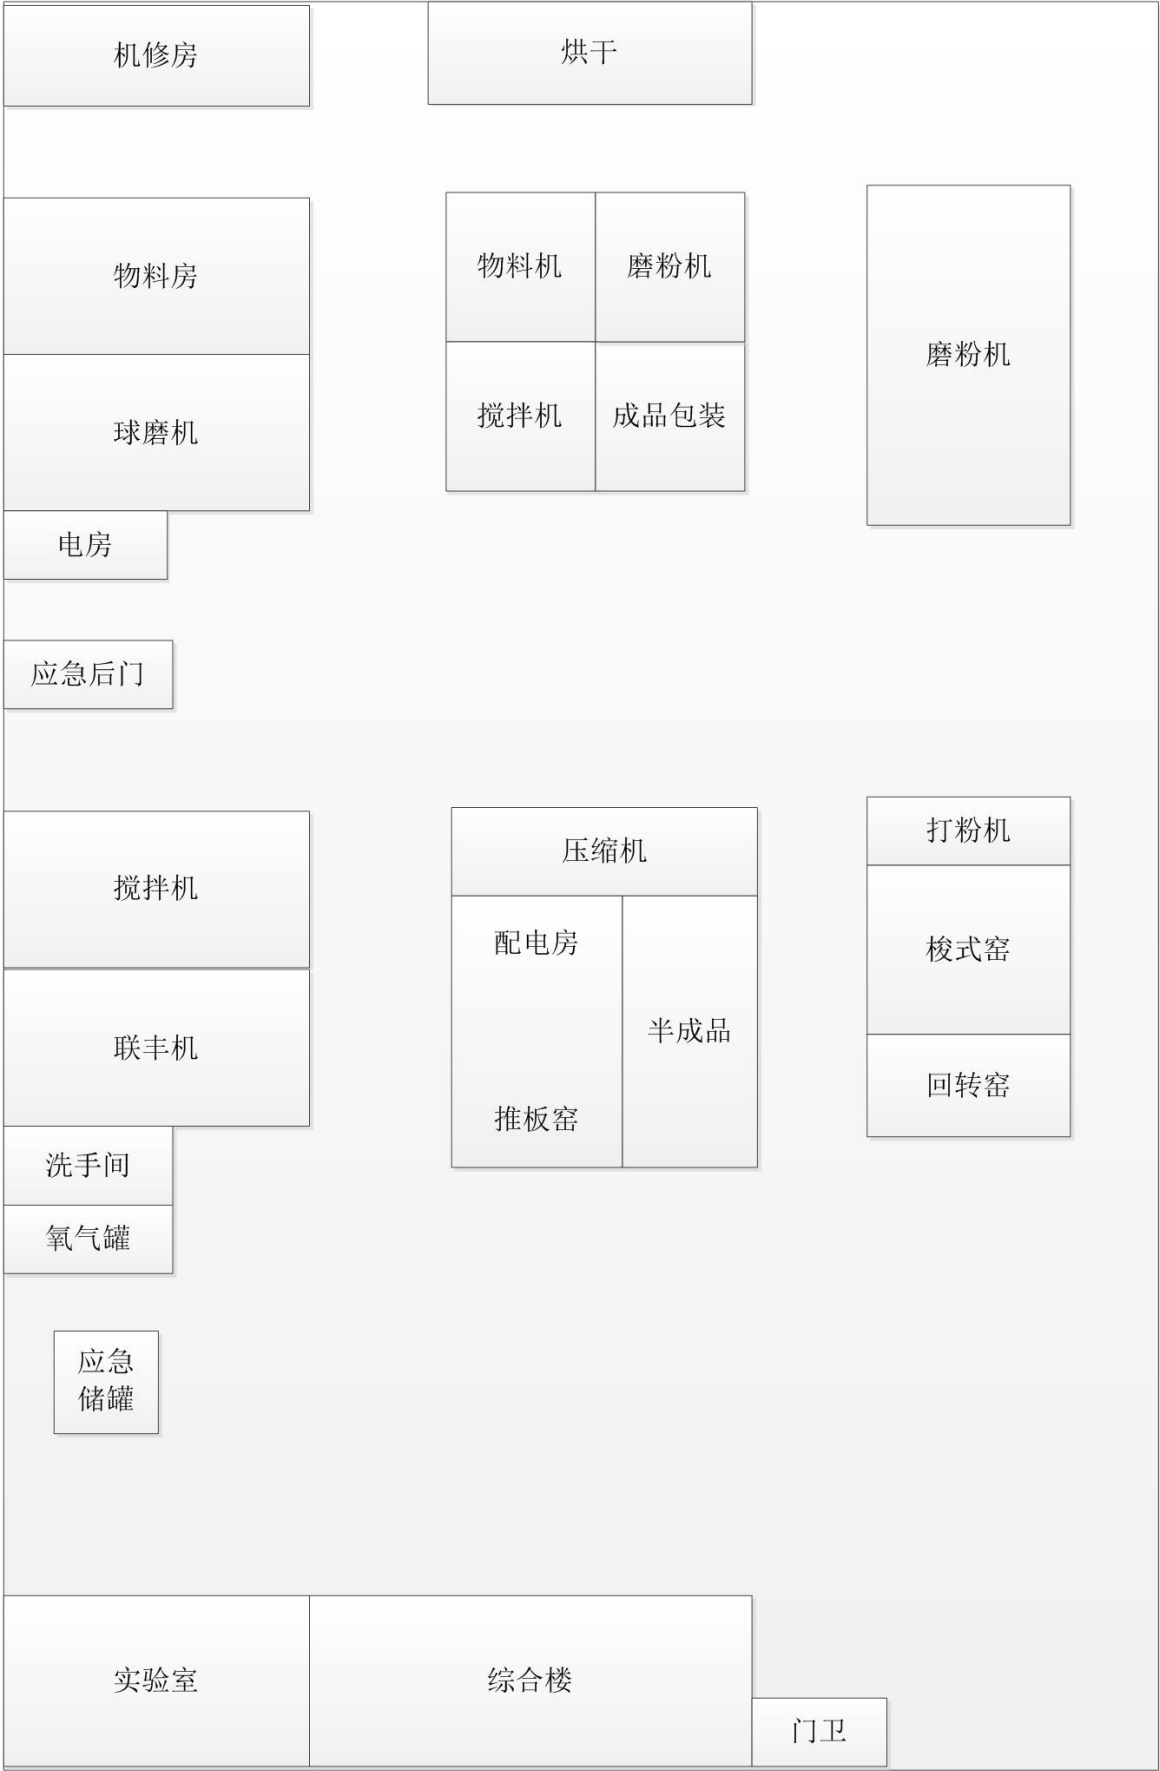 机修房
烘干
物料房
物料机
磨粉机
磨粉机
球磨机
搅拌机
成品包装
电房
应急后门
搅拌机
压缩机
打粉机
配电房
梭式窑
半成品
联丰机
推板窑
回转窑
洗手间
氧气罐
应急
储罐
实验室
综合楼
门卫